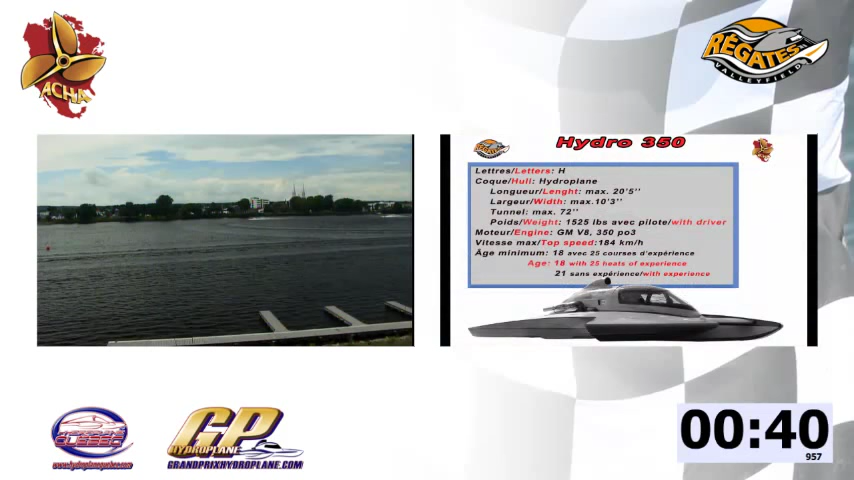 ACHA
RÉGATES
VALLEYFIELD
RÉGATES
Hydro 350
Lettres/Letters: H
Coque/Hull: Hydroplane
Longueur/Lenght: max. 20'5''
Largeur/Width: max.10'3''
Tunnel: max. 72''
Poids/Weight: 1525 lbs avec pilote/with driver
Moteur/Engine: GM V8, 350 po3
Vitesse max/Top speed:184 km/h
Âge minimum: 18 avec 25 courses d'expérience
Age: 18 with 25 heats of experience
21 sans expérience/with experience
GP
HYDROPLANE
GRANDPRIXHYDROPLANE.COM
00:40
957